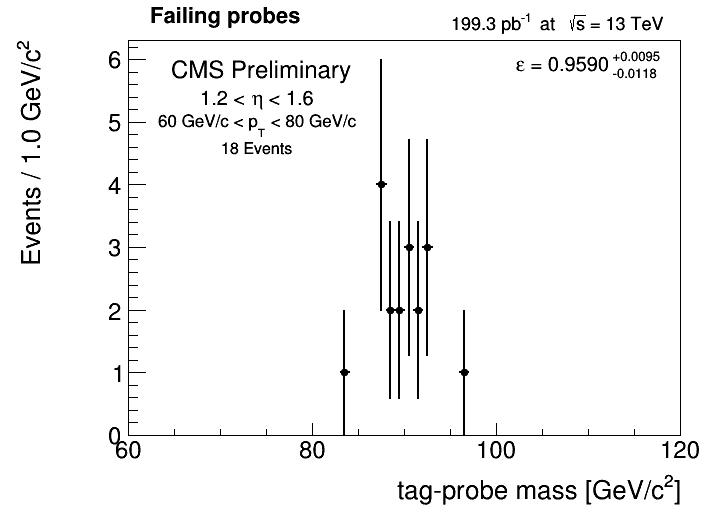 Failing probes
199.3 pb⁻¹ at √s = 13 TeV
CMS Preliminary
1.2 < η < 1.6
60 GeV/c < p_T < 80 GeV/c
18 Events
ε = 0.9590 +0.0095 -0.0118
Events / 1.0 GeV/c²
6
5
4
3
2
1
0
60 80 100 120
tag-probe mass [GeV/c²]